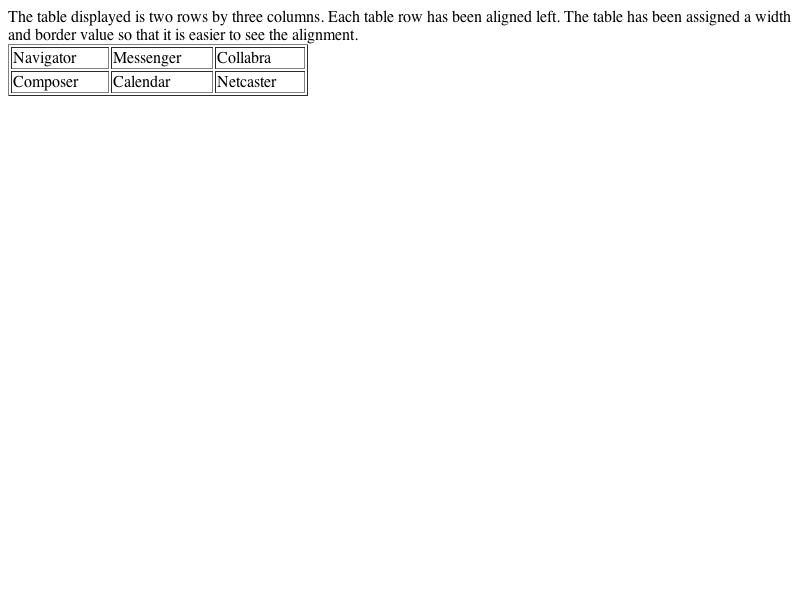 The table displayed is two rows by three columns. Each table row has been aligned left. The table has been assigned a width
and border value so that it is easier to see the alignment.
Navigator Messenger Collabra
Composer Calendar Netcaster